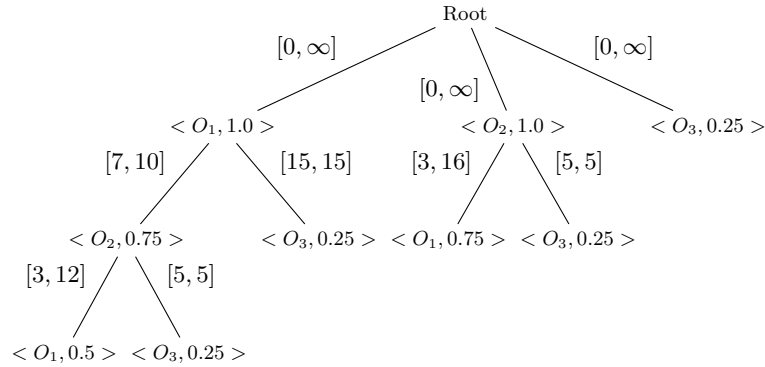 Root
[0, ∞] [0, ∞] [0, ∞]
< O₁, 1.0 > < O₂, 1.0 > < O₃, 0.25 >
[7, 10] [15, 15] [3, 16] [5, 5]
< O₂, 0.75 > < O₃, 0.25 > < O₁, 0.75 > < O₃, 0.25 >
[3, 12] [5, 5]
< O₁, 0.5 > < O₃, 0.25 >